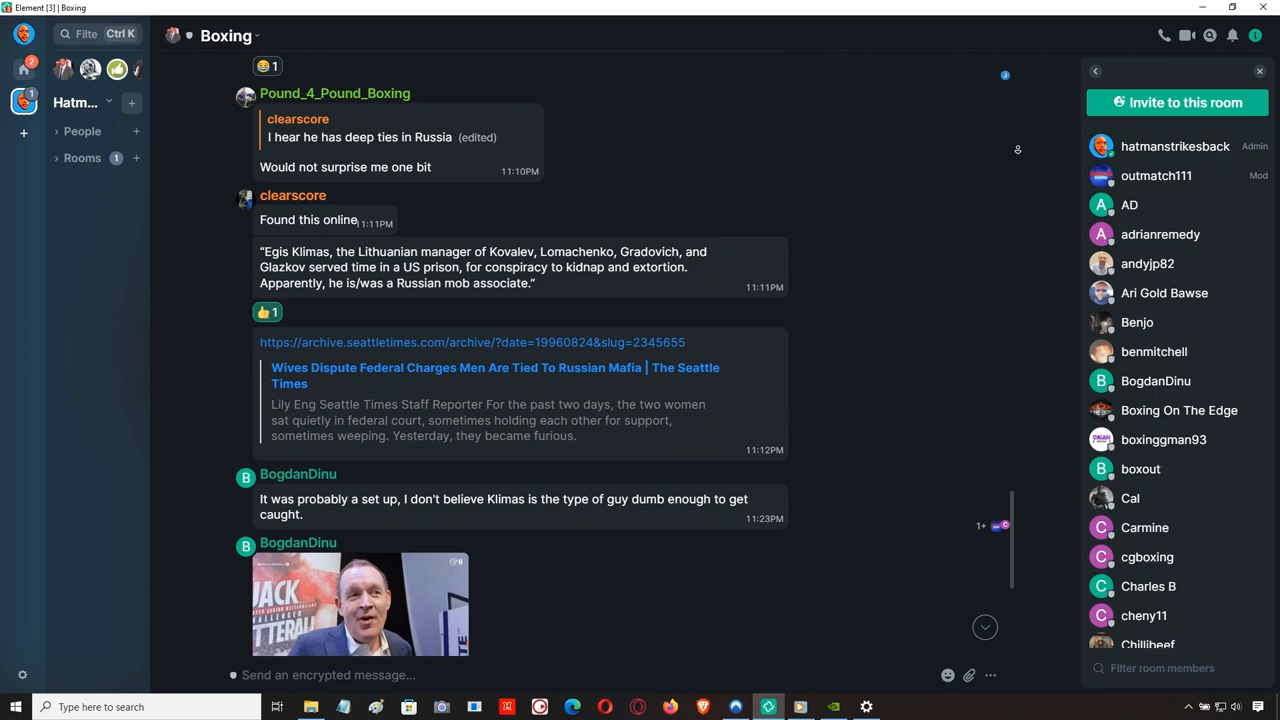 Element [3] | Boxing
Filte Ctrl K
Boxing
2
1
Hatm...
People
Rooms 1
😂 1
Pound_4_Pound_Boxing
clearscore
I hear he has deep ties in Russia (edited)
Would not surprise me one bit
11:10PM
clearscore
Found this online
11:11PM
“Egis Klimas, the Lithuanian manager of Kovalev, Lomachenko, Gradovich, and
Glazkov served time in a US prison, for conspiracy to kidnap and extortion.
Apparently, he is/was a Russian mob associate.“
11:11PM
👍 1
https://archive.seattletimes.com/archive/?date=19960824&slug=2345655
Wives Dispute Federal Charges Men Are Tied To Russian Mafia | The Seattle
Times
Lily Eng Seattle Times Staff Reporter For the past two days, the two women
sat quietly in federal court, sometimes holding each other for support,
sometimes weeping. Yesterday, they became furious.
11:12PM
B BogdanDinu
It was probably a set up, I don't believe Klimas is the type of guy dumb enough to get
caught.
11:23PM
1+ C
B BogdanDinu
JACK
J
Send an encrypted message...
Invite to this room
hatmanstrikesback Admin
outmatch111 Mod
A AD
A adrianremedy
andyjp82
Ari Gold Bawse
Benjo
benmitchell
B BogdanDinu
Boxing On The Edge
boxinggman93
B boxout
Cal
C Carmine
C cgboxing
C Charles B
C cheny11
Chillibeef
Filter room members
Type here to search